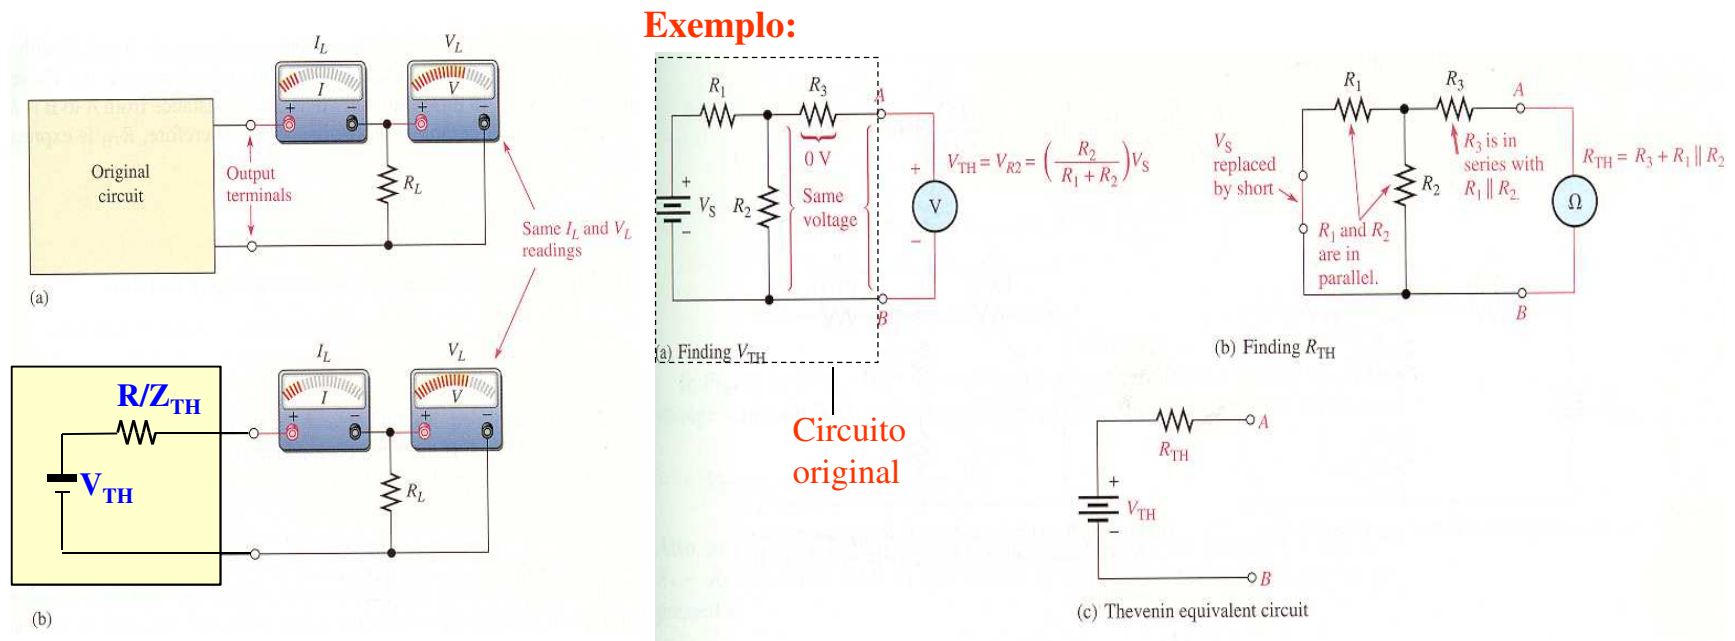 I_L
V_L
I
V
+
−
+
−
Original
circuit
Output
terminals
R_L
Same I_L and V_L
readings
(a)
I_L
V_L
I
V
+
−
+
−
R/Z_TH
V_TH
R_L
(b)
Exemplo:
R_1
R_3
A
0 V
+
V_S
−
R_2
Same
voltage
+
V
−
V_TH = V_R2 = (R_2 / (R_1 + R_2)) V_S
B
(a) Finding V_TH
Circuito
original
R_1
R_3
A
V_S
replaced
by short
R_3 is in
series with
R_1 ∥ R_2.
R_2
R_1 and R_2
are in
parallel.
Ω
R_TH = R_3 + R_1 ∥ R_2
B
(b) Finding R_TH
R_TH
A
+
V_TH
−
B
(c) Thevenin equivalent circuit